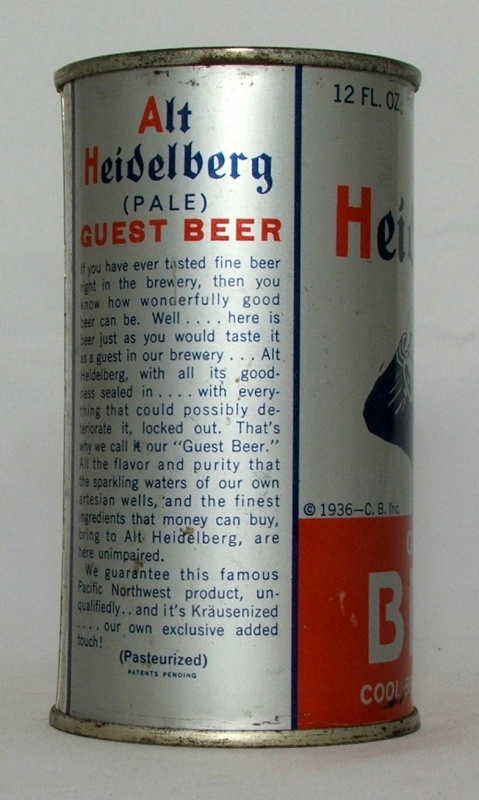 Alt
Heidelberg
(PALE)
GUEST BEER
If you have ever tasted fine beer
right in the brewery, then you
know how wonderfully good
beer can be. Well . . . . here is
beer just as you would taste it
as a guest in our brewery . . . Alt
Heidelberg, with all its good-
ness sealed in . . . . with every-
thing that could possibly de-
teriorate it, locked out. That's
why we call it our "Guest Beer."
All the flavor and purity that
the sparkling waters of our own
artesian wells, and the finest
ingredients that money can buy,
bring to Alt Heidelberg, are
here unimpaired.
We guarantee this famous
Pacific Northwest product, un-
qualifiedly . . and it's Kräusenized
. . . . our own exclusive added
touch!
(Pasteurized)
PATENTS PENDING
12 FL. OZ.
Hei
© 1936—C. B. Inc.
G
B
COOL BE